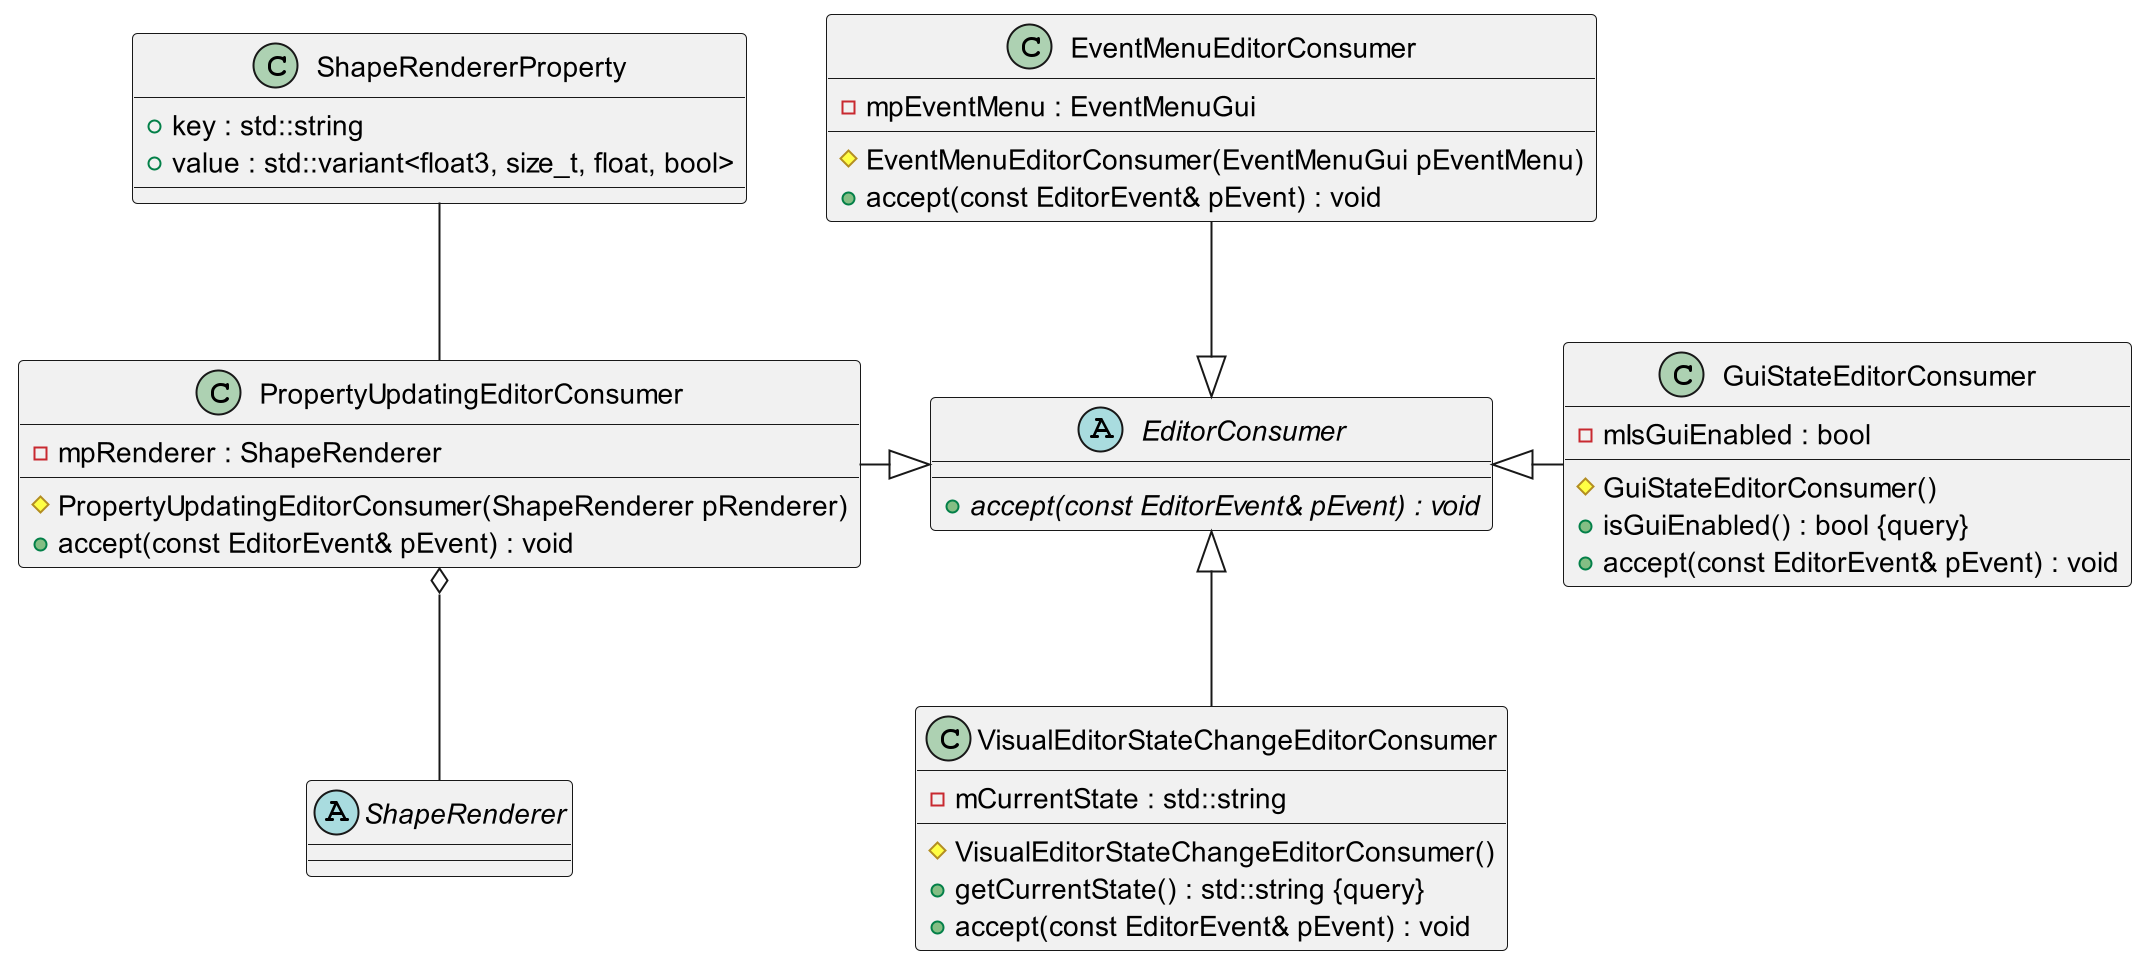 C ShapeRendererProperty
key : std::string
value : std::variant<float3, size_t, float, bool>
C EventMenuEditorConsumer
mpEventMenu : EventMenuGui
EventMenuEditorConsumer(EventMenuGui pEventMenu)
accept(const EditorEvent& pEvent) : void
C PropertyUpdatingEditorConsumer
mpRenderer : ShapeRenderer
PropertyUpdatingEditorConsumer(ShapeRenderer pRenderer)
accept(const EditorEvent& pEvent) : void
A EditorConsumer
accept(const EditorEvent& pEvent) : void
C GuiStateEditorConsumer
mIsGuiEnabled : bool
GuiStateEditorConsumer()
isGuiEnabled() : bool {query}
accept(const EditorEvent& pEvent) : void
A ShapeRenderer
C VisualEditorStateChangeEditorConsumer
mCurrentState : std::string
VisualEditorStateChangeEditorConsumer()
getCurrentState() : std::string {query}
accept(const EditorEvent& pEvent) : void